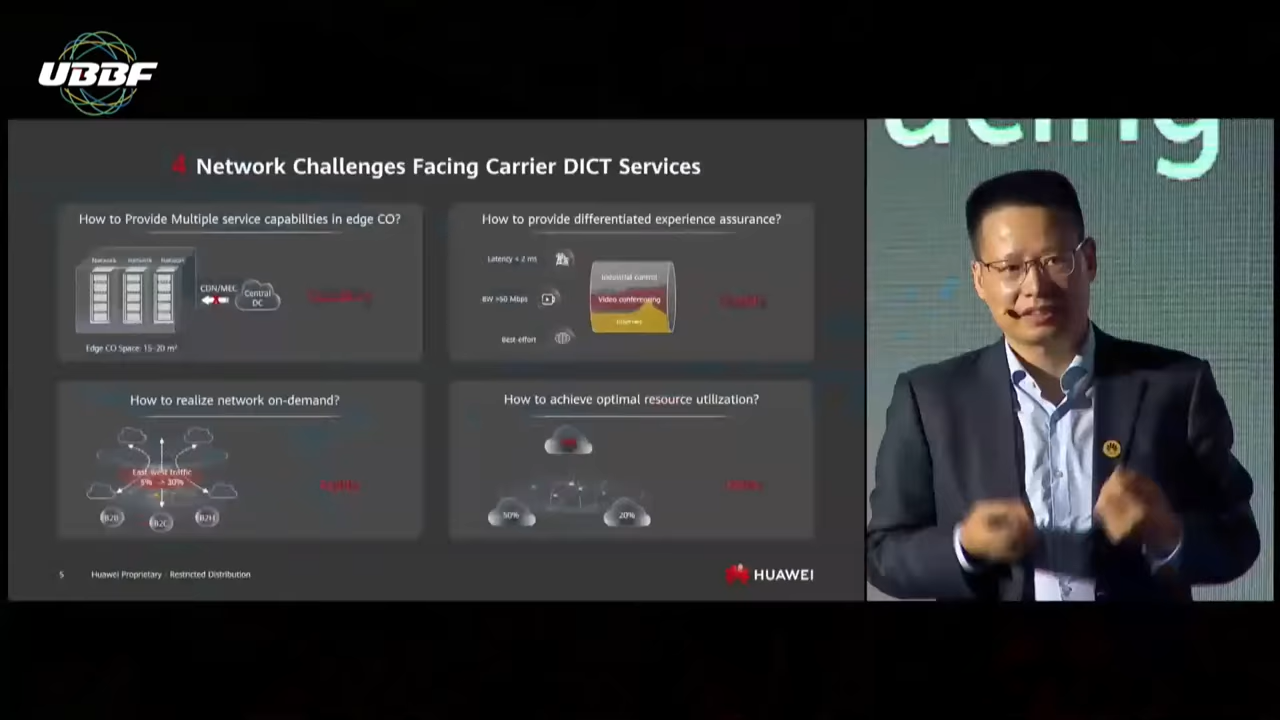 UBBF
acing
4 Network Challenges Facing Carrier DICT Services
How to Provide Multiple service capabilities in edge CO?
Network Network Network
CDN/MEC
Central
DC
Edge CO Space: 15-20 m²
How to provide differentiated experience assurance?
Latency < 2 ms
BW >50 Mbps
Best-effort
Industrial control
Video conferencing
How to realize network on-demand?
East-west traffic
5% -> 30%
B2B
B2C
B2H
How to achieve optimal resource utilization?
50%
20%
5
Huawei Proprietary - Restricted Distribution
HUAWEI